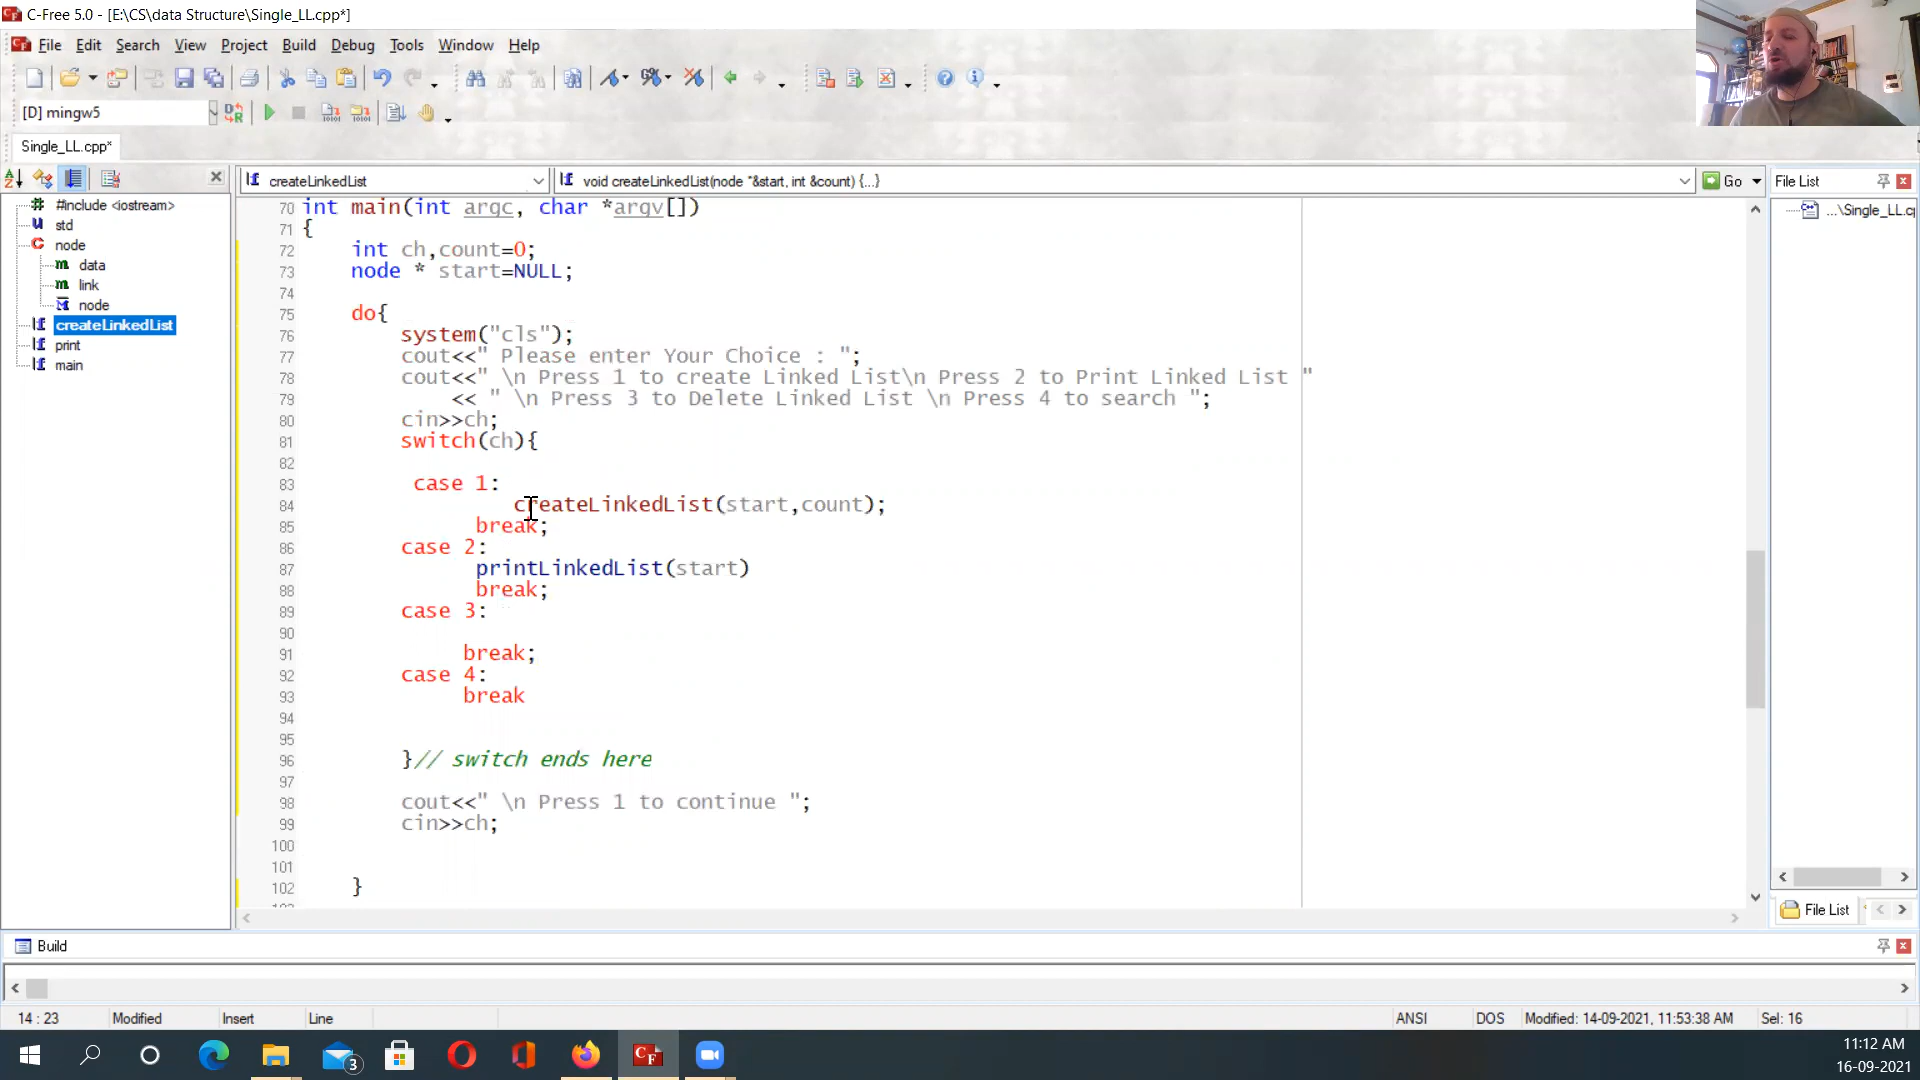 C-Free 5.0 - [E:\CS\data Structure\Single_LL.cpp*]
File Edit Search View Project Build Debug Tools Window Help
[D] mingw5
Single_LL.cpp*
createLinkedList
void createLinkedList(node *&start, int &count) {...}
Go
File List
#include <iostream>
std
node
data
link
node
createLinkedList
print
main
...\Single_LL.c
70 int main(int argc, char *argv[])
71 {
72 int ch,count=0;
73 node * start=NULL;
74
75 do{
76 system("cls");
77 cout<<" Please enter Your Choice : ";
78 cout<<" \n Press 1 to create Linked List\n Press 2 to Print Linked List "
79 << " \n Press 3 to Delete Linked List \n Press 4 to search ";
80 cin>>ch;
81 switch(ch){
82
83 case 1:
84 createLinkedList(start,count);
85 break;
86 case 2:
87 printLinkedList(start)
88 break;
89 case 3:
90
91 break;
92 case 4:
93 break
94
95
96 }// switch ends here
97
98 cout<<" \n Press 1 to continue ";
99 cin>>ch;
100
101
102 }
File List
Build
14 : 23 Modified Insert Line ANSI DOS Modified: 14-09-2021, 11:53:38 AM Sel: 16
3
11:12 AM
16-09-2021